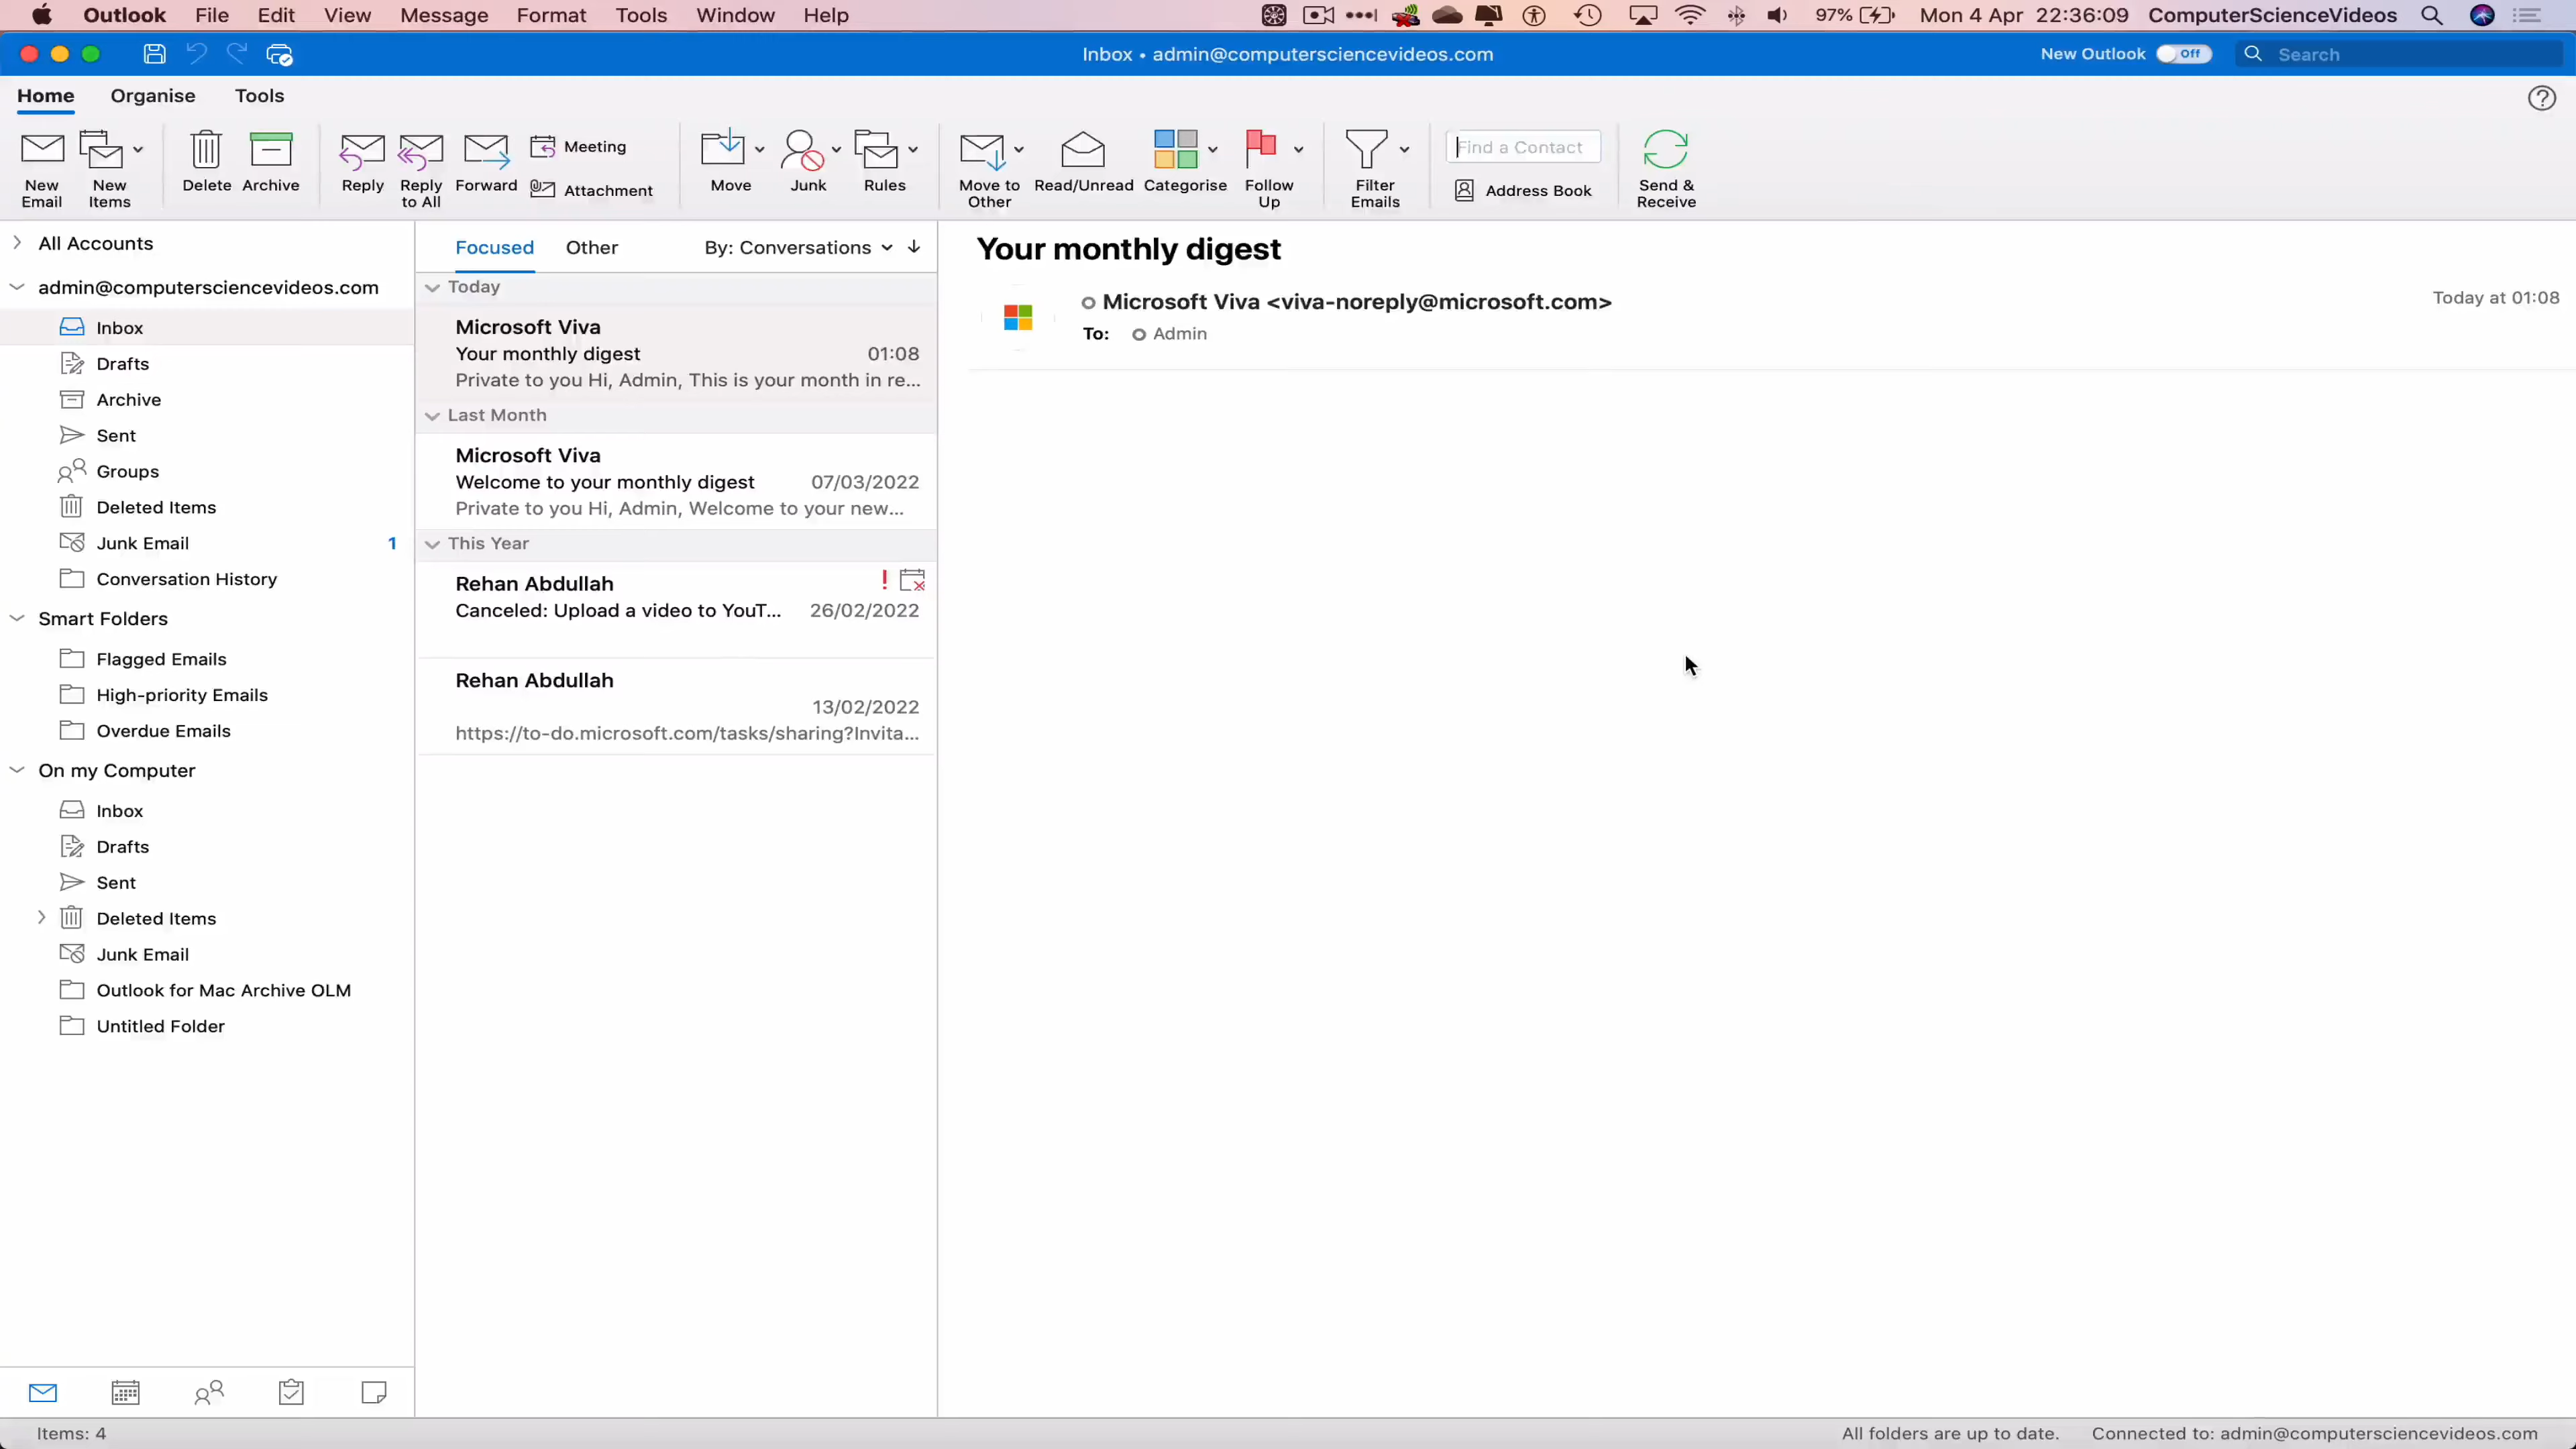 Outlook File Edit View Message Format Tools Window Help 97% Mon 4 Apr 22:36:09 ComputerScienceVideos
Inbox • admin@computersciencevideos.com New Outlook Off Search
Home Organise Tools
New Email
New Items
Delete
Archive
Reply
Reply to All
Forward
Meeting
Attachment
Move
Junk
Rules
Move to Other
Read/Unread
Categorise
Follow Up
Filter Emails
Find a Contact
Address Book
Send & Receive
All Accounts
admin@computersciencevideos.com
Inbox
Drafts
Archive
Sent
Groups
Deleted Items
Junk Email 1
Conversation History
Smart Folders
Flagged Emails
High-priority Emails
Overdue Emails
On my Computer
Inbox
Drafts
Sent
Deleted Items
Junk Email
Outlook for Mac Archive OLM
Untitled Folder
Focused Other By: Conversations
Today
Microsoft Viva
Your monthly digest 01:08
Private to you Hi, Admin, This is your month in re...
Last Month
Microsoft Viva
Welcome to your monthly digest 07/03/2022
Private to you Hi, Admin, Welcome to your new...
This Year
Rehan Abdullah !
Canceled: Upload a video to YouT... 26/02/2022
Rehan Abdullah
13/02/2022
https://to-do.microsoft.com/tasks/sharing?Invita...
Your monthly digest
Microsoft Viva <viva-noreply@microsoft.com> Today at 01:08
To: Admin
Items: 4 All folders are up to date. Connected to: admin@computersciencevideos.com